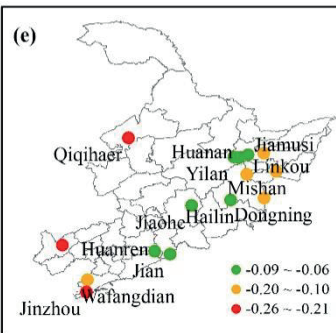 (e)
Qiqihaer
Huanan
Jiamusi
Yilan
Linkou
Mishan
Jiaohe
Hailin
Dongning
Huanren
Jian
Jinzhou
Wafangdian
-0.09 ~ -0.06
-0.20 ~ -0.10
-0.26 ~ -0.21